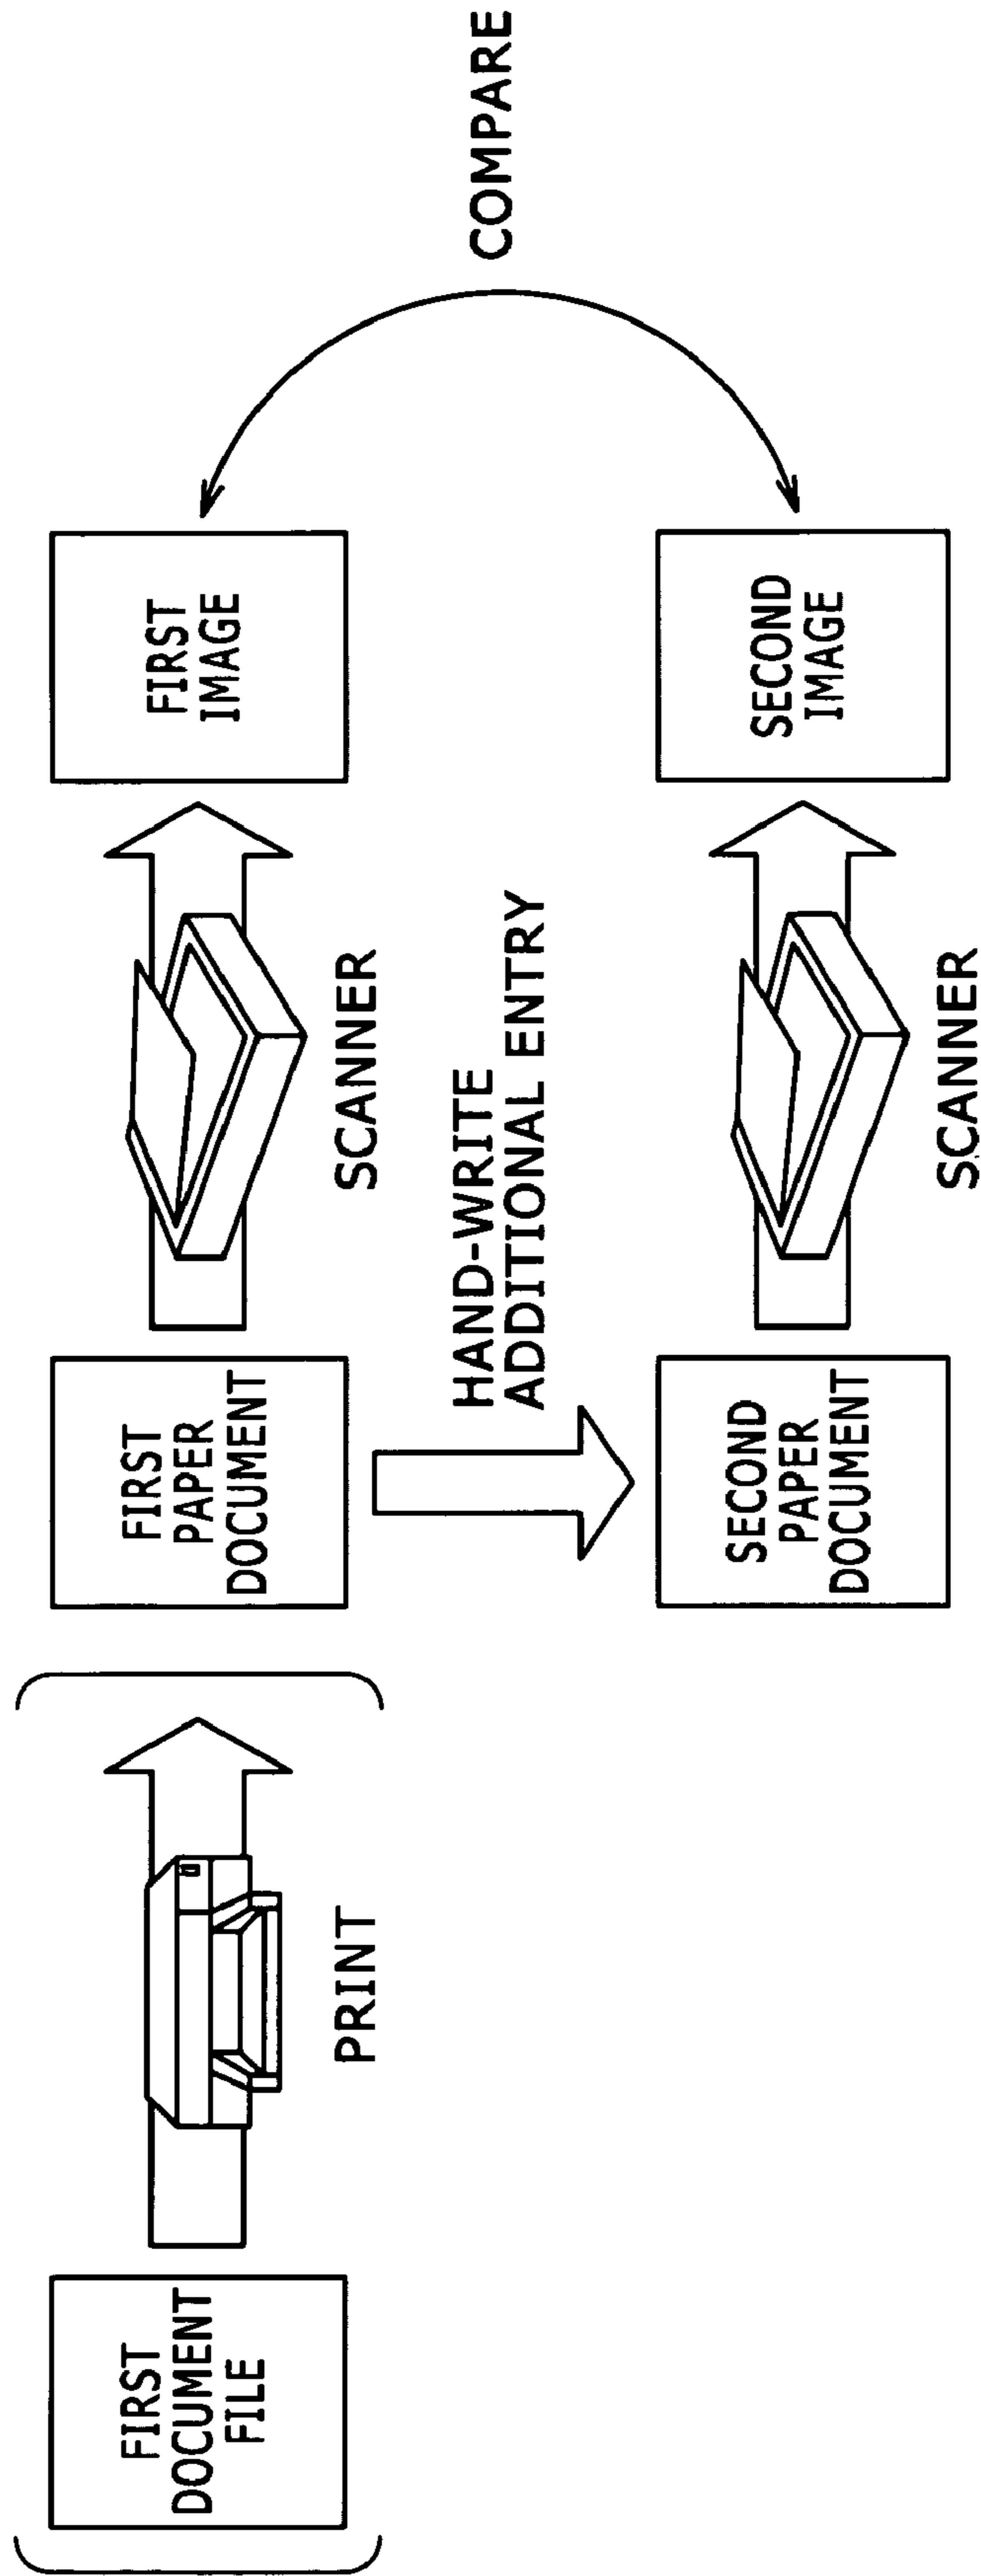 FIRST
DOCUMENT
FILE
PRINT
FIRST
PAPER
DOCUMENT
SCANNER
FIRST
IMAGE
HAND-WRITE
ADDITIONAL ENTRY
COMPARE
SECOND
PAPER
DOCUMENT
SCANNER
SECOND
IMAGE